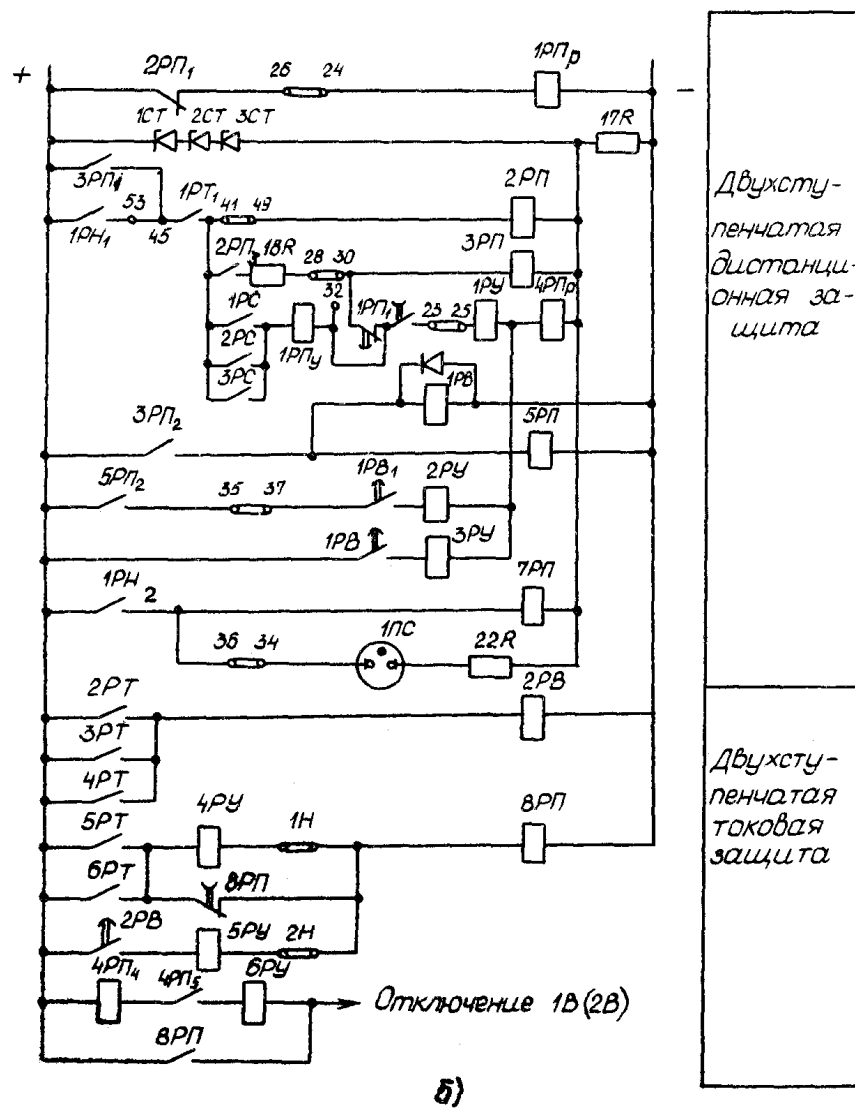 +
2РП1 26 24 1РПр
−
1СТ 2СТ 3СТ 17R
3РП1
1РН1 53 45 1РТ1 41 49 2РП
2РП 18R 28 30 3РП
1РС 32 1РП1 1РУ 4РПр
2РС 1РПу 23 25
3РС 1РВ
3РП2 5РП
5РП2 35 37 1РВ1 2РУ
1РВ 3РУ
1РН 2 7РП
36 34 1ПС 22R
2РТ 2РВ
3РТ
4РТ
5РТ 4РУ 1Н 8РП
6РТ 8РП
2РВ 5РУ 2Н
4РП4 4РП5 6РУ
Отключение 1В(2В)
8РП
Двухсту-
пенчатая
дистанци-
онная за-
щита
Двухсту-
пенчатая
токовая
защита
б)